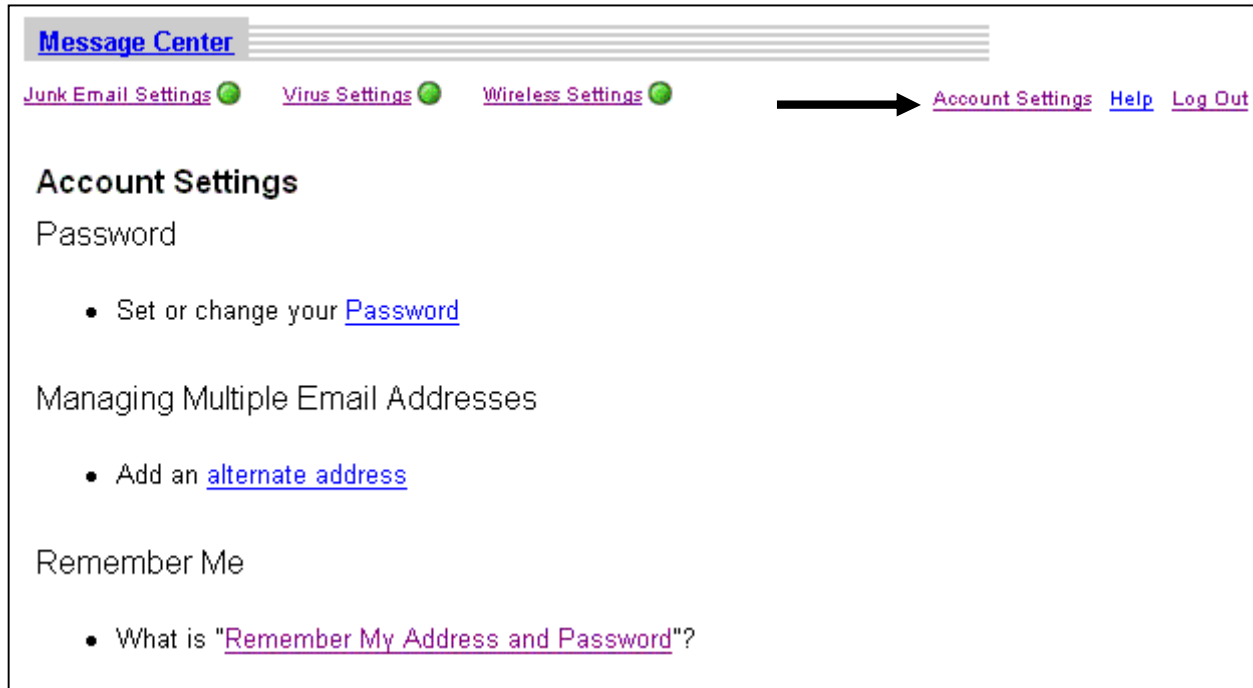 Message Center
Junk Email Settings Virus Settings Wireless Settings Account Settings Help Log Out
Account Settings
Password
• Set or change your Password
Managing Multiple Email Addresses
• Add an alternate address
Remember Me
• What is "Remember My Address and Password"?